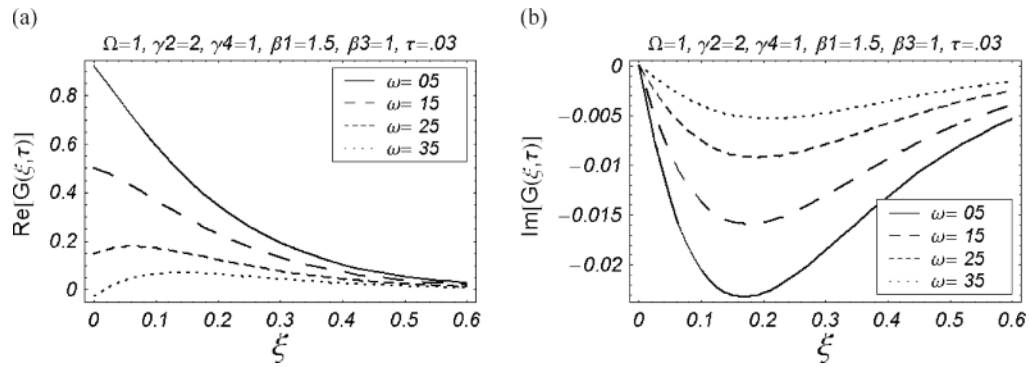 (a)
Ω=1, γ2=2, γ4=1, β1=1.5, β3=1, τ=.03
Re[G(ξ,τ)]
0.8
0.6
0.4
0.2
0
0 0.1 0.2 0.3 0.4 0.5 0.6
ξ
ω= 05
ω= 15
ω= 25
ω= 35
(b)
Ω=1, γ2=2, γ4=1, β1=1.5, β3=1, τ=.03
Im[G(ξ,τ)]
0
−0.005
−0.01
−0.015
−0.02
0 0.1 0.2 0.3 0.4 0.5 0.6
ξ
ω= 05
ω= 15
ω= 25
ω= 35